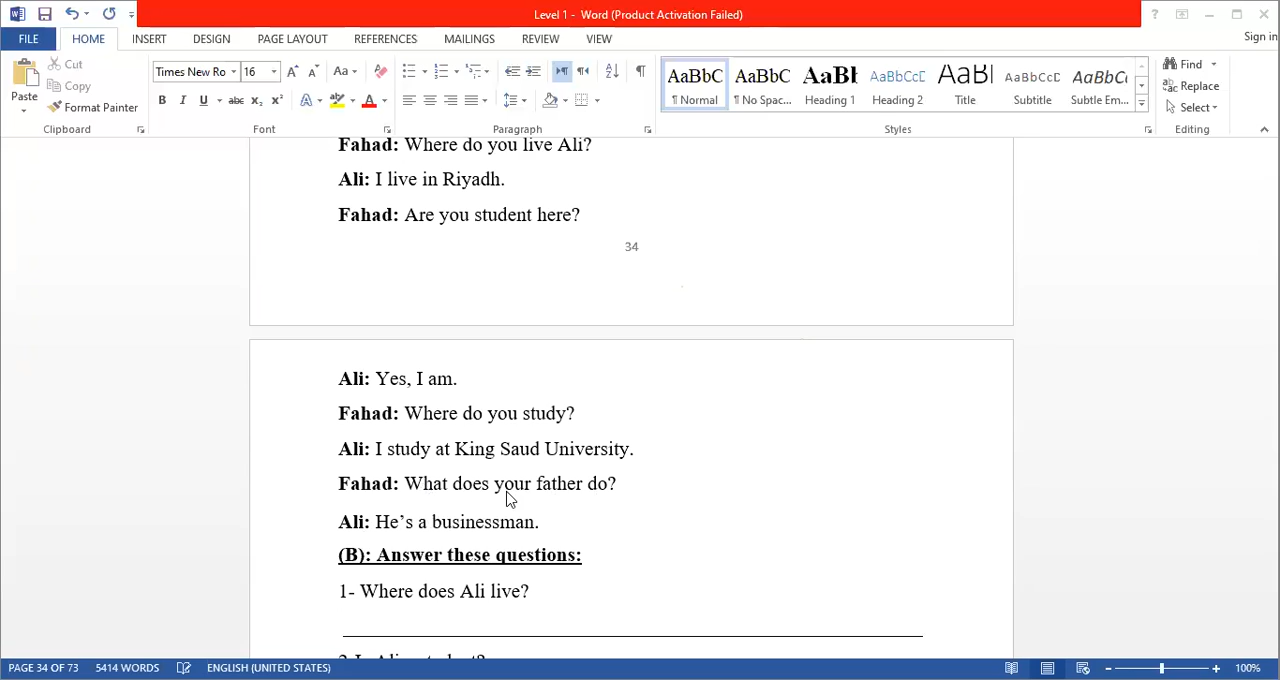 Level 1 - Word (Product Activation Failed)
FILE HOME INSERT DESIGN PAGE LAYOUT REFERENCES MAILINGS REVIEW VIEW Sign in
Paste Cut Copy Format Painter
Clipboard
Times New Ro 16
Font
Paragraph
AaBbC AaBbC AaBb AaBbCcD AaBb AaBbCcD AaBbC
¶ Normal ¶ No Spac... Heading 1 Heading 2 Title Subtitle Subtle Em...
Styles
Find
Replace
Select
Editing
Fahad: Where do you live Ali?
Ali: I live in Riyadh.
Fahad: Are you student here?
34
Ali: Yes, I am.
Fahad: Where do you study?
Ali: I study at King Saud University.
Fahad: What does your father do?
Ali: He’s a businessman.
(B): Answer these questions:
1- Where does Ali live?
PAGE 34 OF 73 5414 WORDS ENGLISH (UNITED STATES) 100%